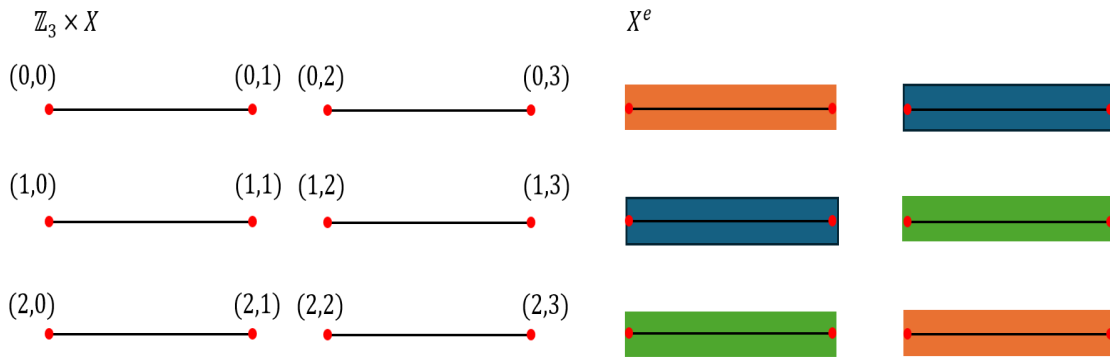 ℤ₃ × X    Xᵉ
(0,0) (0,1) (0,2) (0,3)
(1,0) (1,1) (1,2) (1,3)
(2,0) (2,1) (2,2) (2,3)